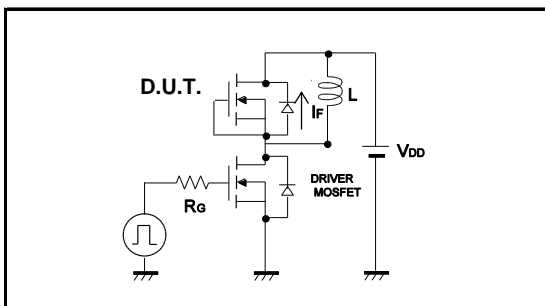 D.U.T.
IF
L
VDD
DRIVER
MOSFET
RG